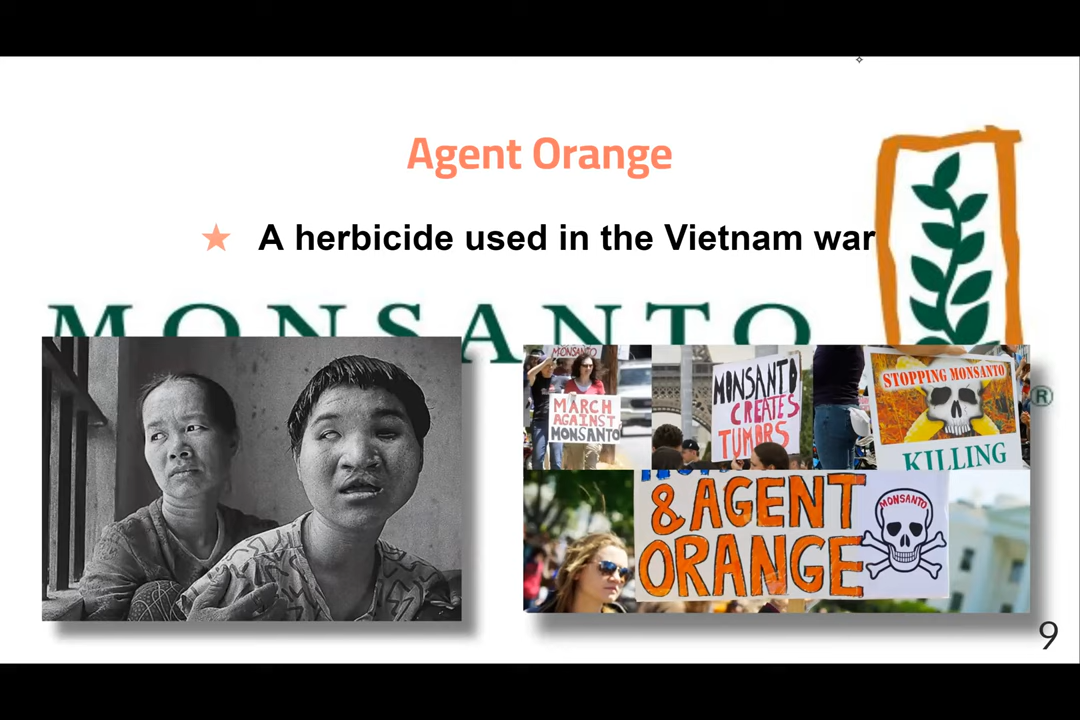 Agent Orange
★ A herbicide used in the Vietnam war
MONSANTO
®
MONSANTO
MARCH
AGAINST
MONSANTO
MONSANTO
CREATES
TUMORS
STOPPING MONSANTO
KILLING
& AGENT
ORANGE
MONSANTO
9